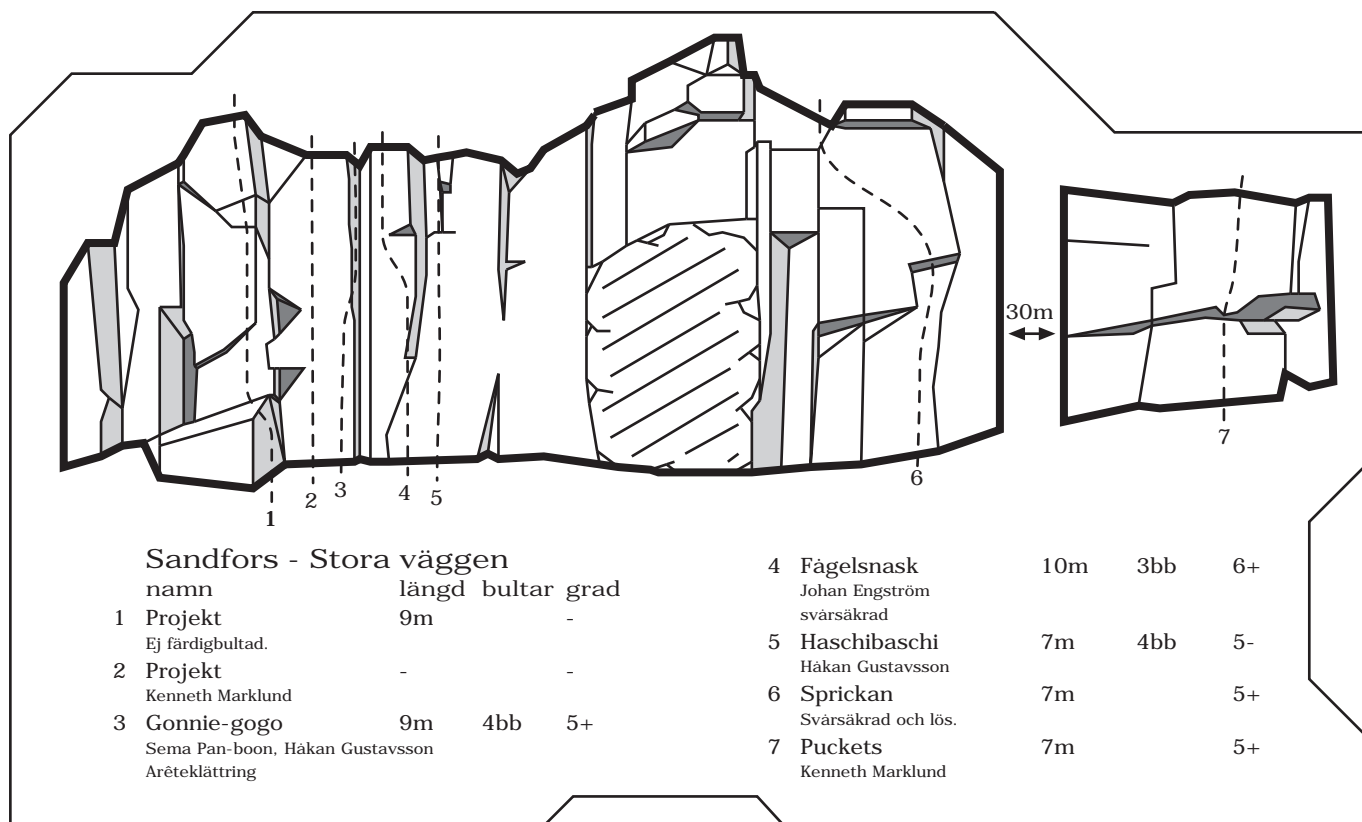 30m
1
2
3
4
5
6
7
Sandfors - Stora väggen
namn längd bultar grad
1 Projekt 9m -
Ej färdigbultad.
2 Projekt - -
Kenneth Marklund
3 Gonnie-gogo 9m 4bb 5+
Sema Pan-boon, Håkan Gustavsson
Arêteklättring
4 Fågelsnask 10m 3bb 6+
Johan Engström
svårsäkrad
5 Haschibaschi 7m 4bb 5-
Håkan Gustavsson
6 Sprickan 7m 5+
Svårsäkrad och lös.
7 Puckets 7m 5+
Kenneth Marklund